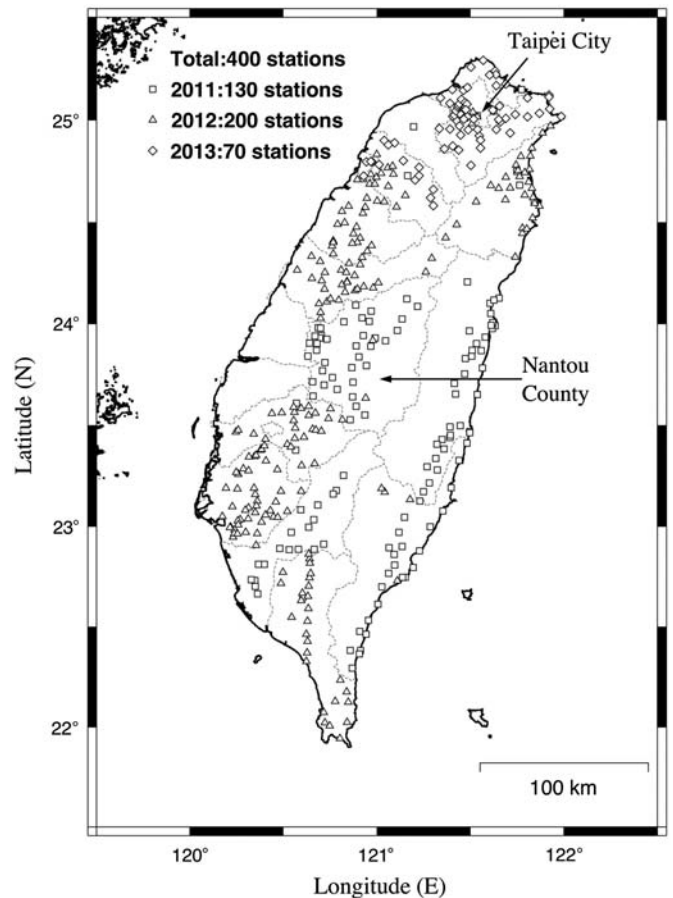 Taipei City
Total:400 stations
2011:130 stations
2012:200 stations
2013:70 stations
25°
24°
Nantou
County
23°
22°
Latitude (N)
100 km
120°
121°
122°
Longitude (E)